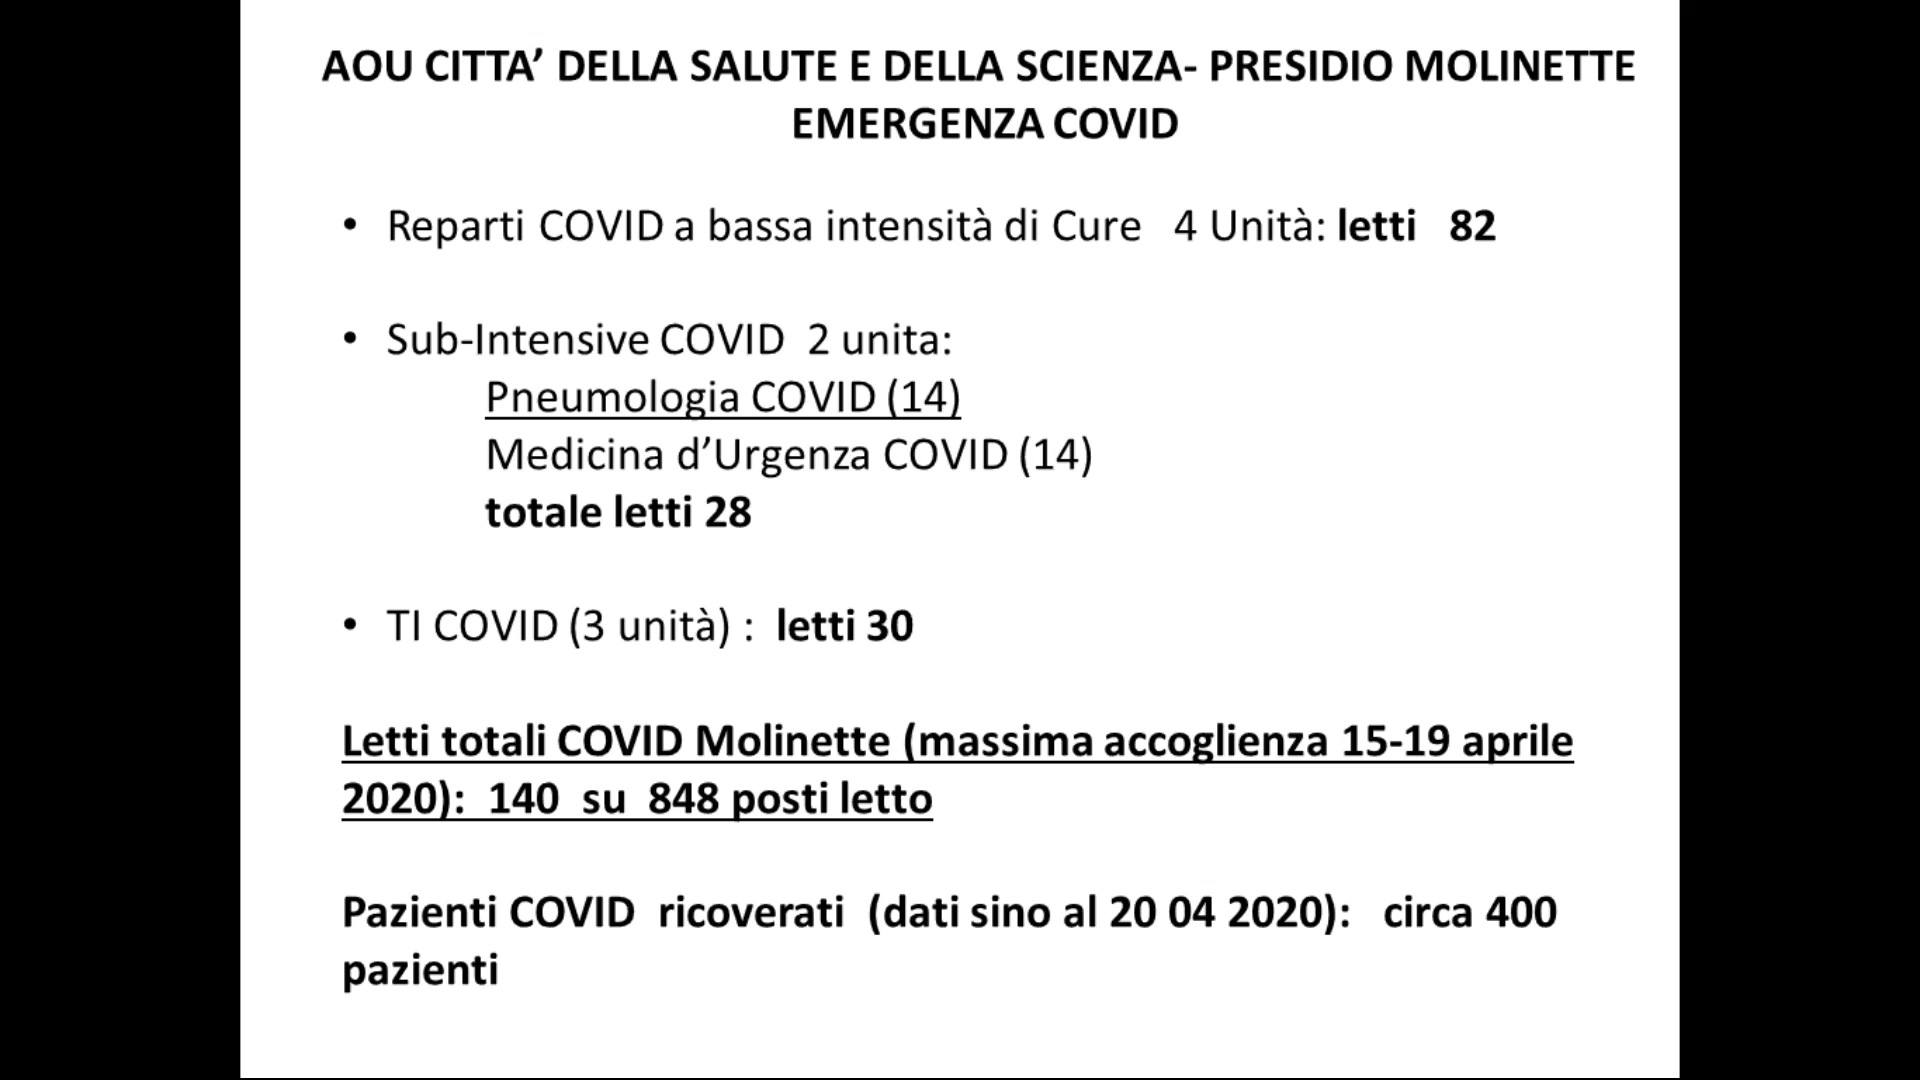 AOU CITTA’ DELLA SALUTE E DELLA SCIENZA- PRESIDIO MOLINETTE
EMERGENZA COVID
• Reparti COVID a bassa intensità di Cure 4 Unità: letti 82
• Sub-Intensive COVID 2 unita:
Pneumologia COVID (14)
Medicina d’Urgenza COVID (14)
totale letti 28
• TI COVID (3 unità) : letti 30
Letti totali COVID Molinette (massima accoglienza 15-19 aprile
2020): 140 su 848 posti letto
Pazienti COVID ricoverati (dati sino al 20 04 2020): circa 400
pazienti